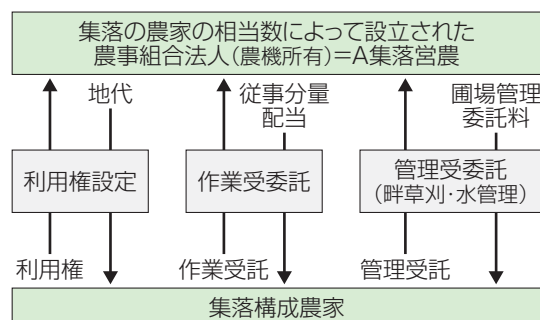 集落の農家の相当数によって設立された
農事組合法人(農機所有)＝A集落営農
地代
従事分量
配当
圃場管理
委託料
利用権設定
作業受委託
管理受委託
(畔草刈・水管理)
利用権
作業受託
管理受託
集落構成農家